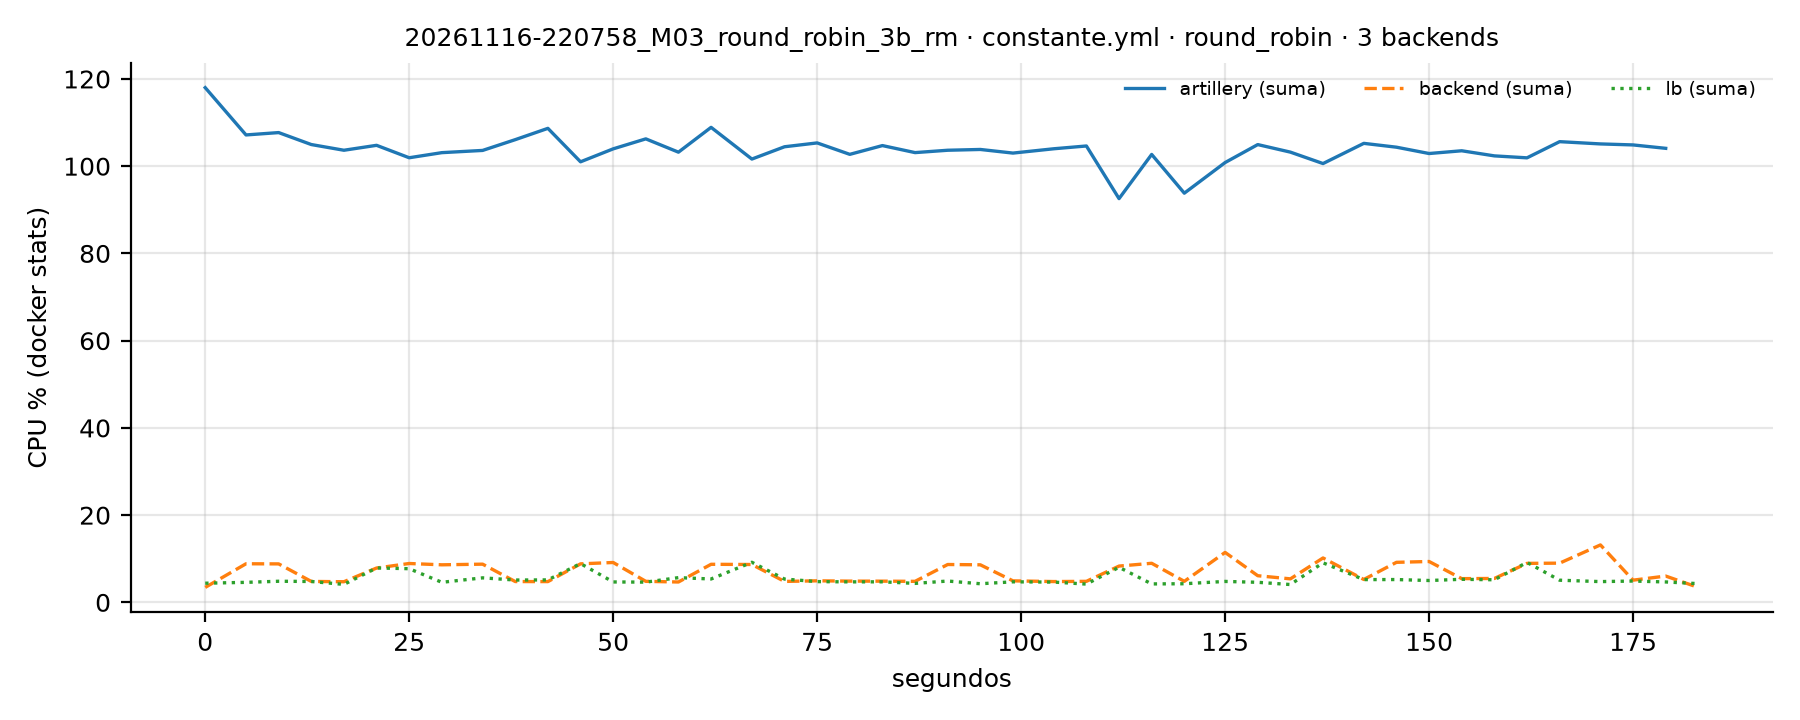 20261116-220758_M03_round_robin_3b_rm · constante.yml · round_robin · 3 backends
artillery (suma) backend (suma) lb (suma)
CPU % (docker stats)
120
100
80
60
40
20
0
0 25 50 75 100 125 150 175
segundos